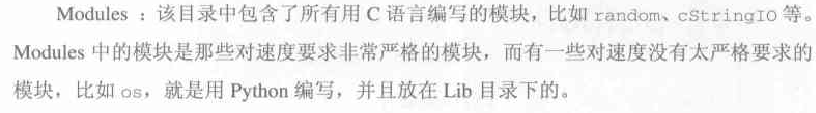 Modules ：该目录中包含了所有用 C 语言编写的模块，比如 random、cStringIO 等。
Modules 中的模块是那些对速度要求非常严格的模块，而有一些对速度没有太严格要求的
模块，比如 os，就是用 Python 编写，并且放在 Lib 目录下的。